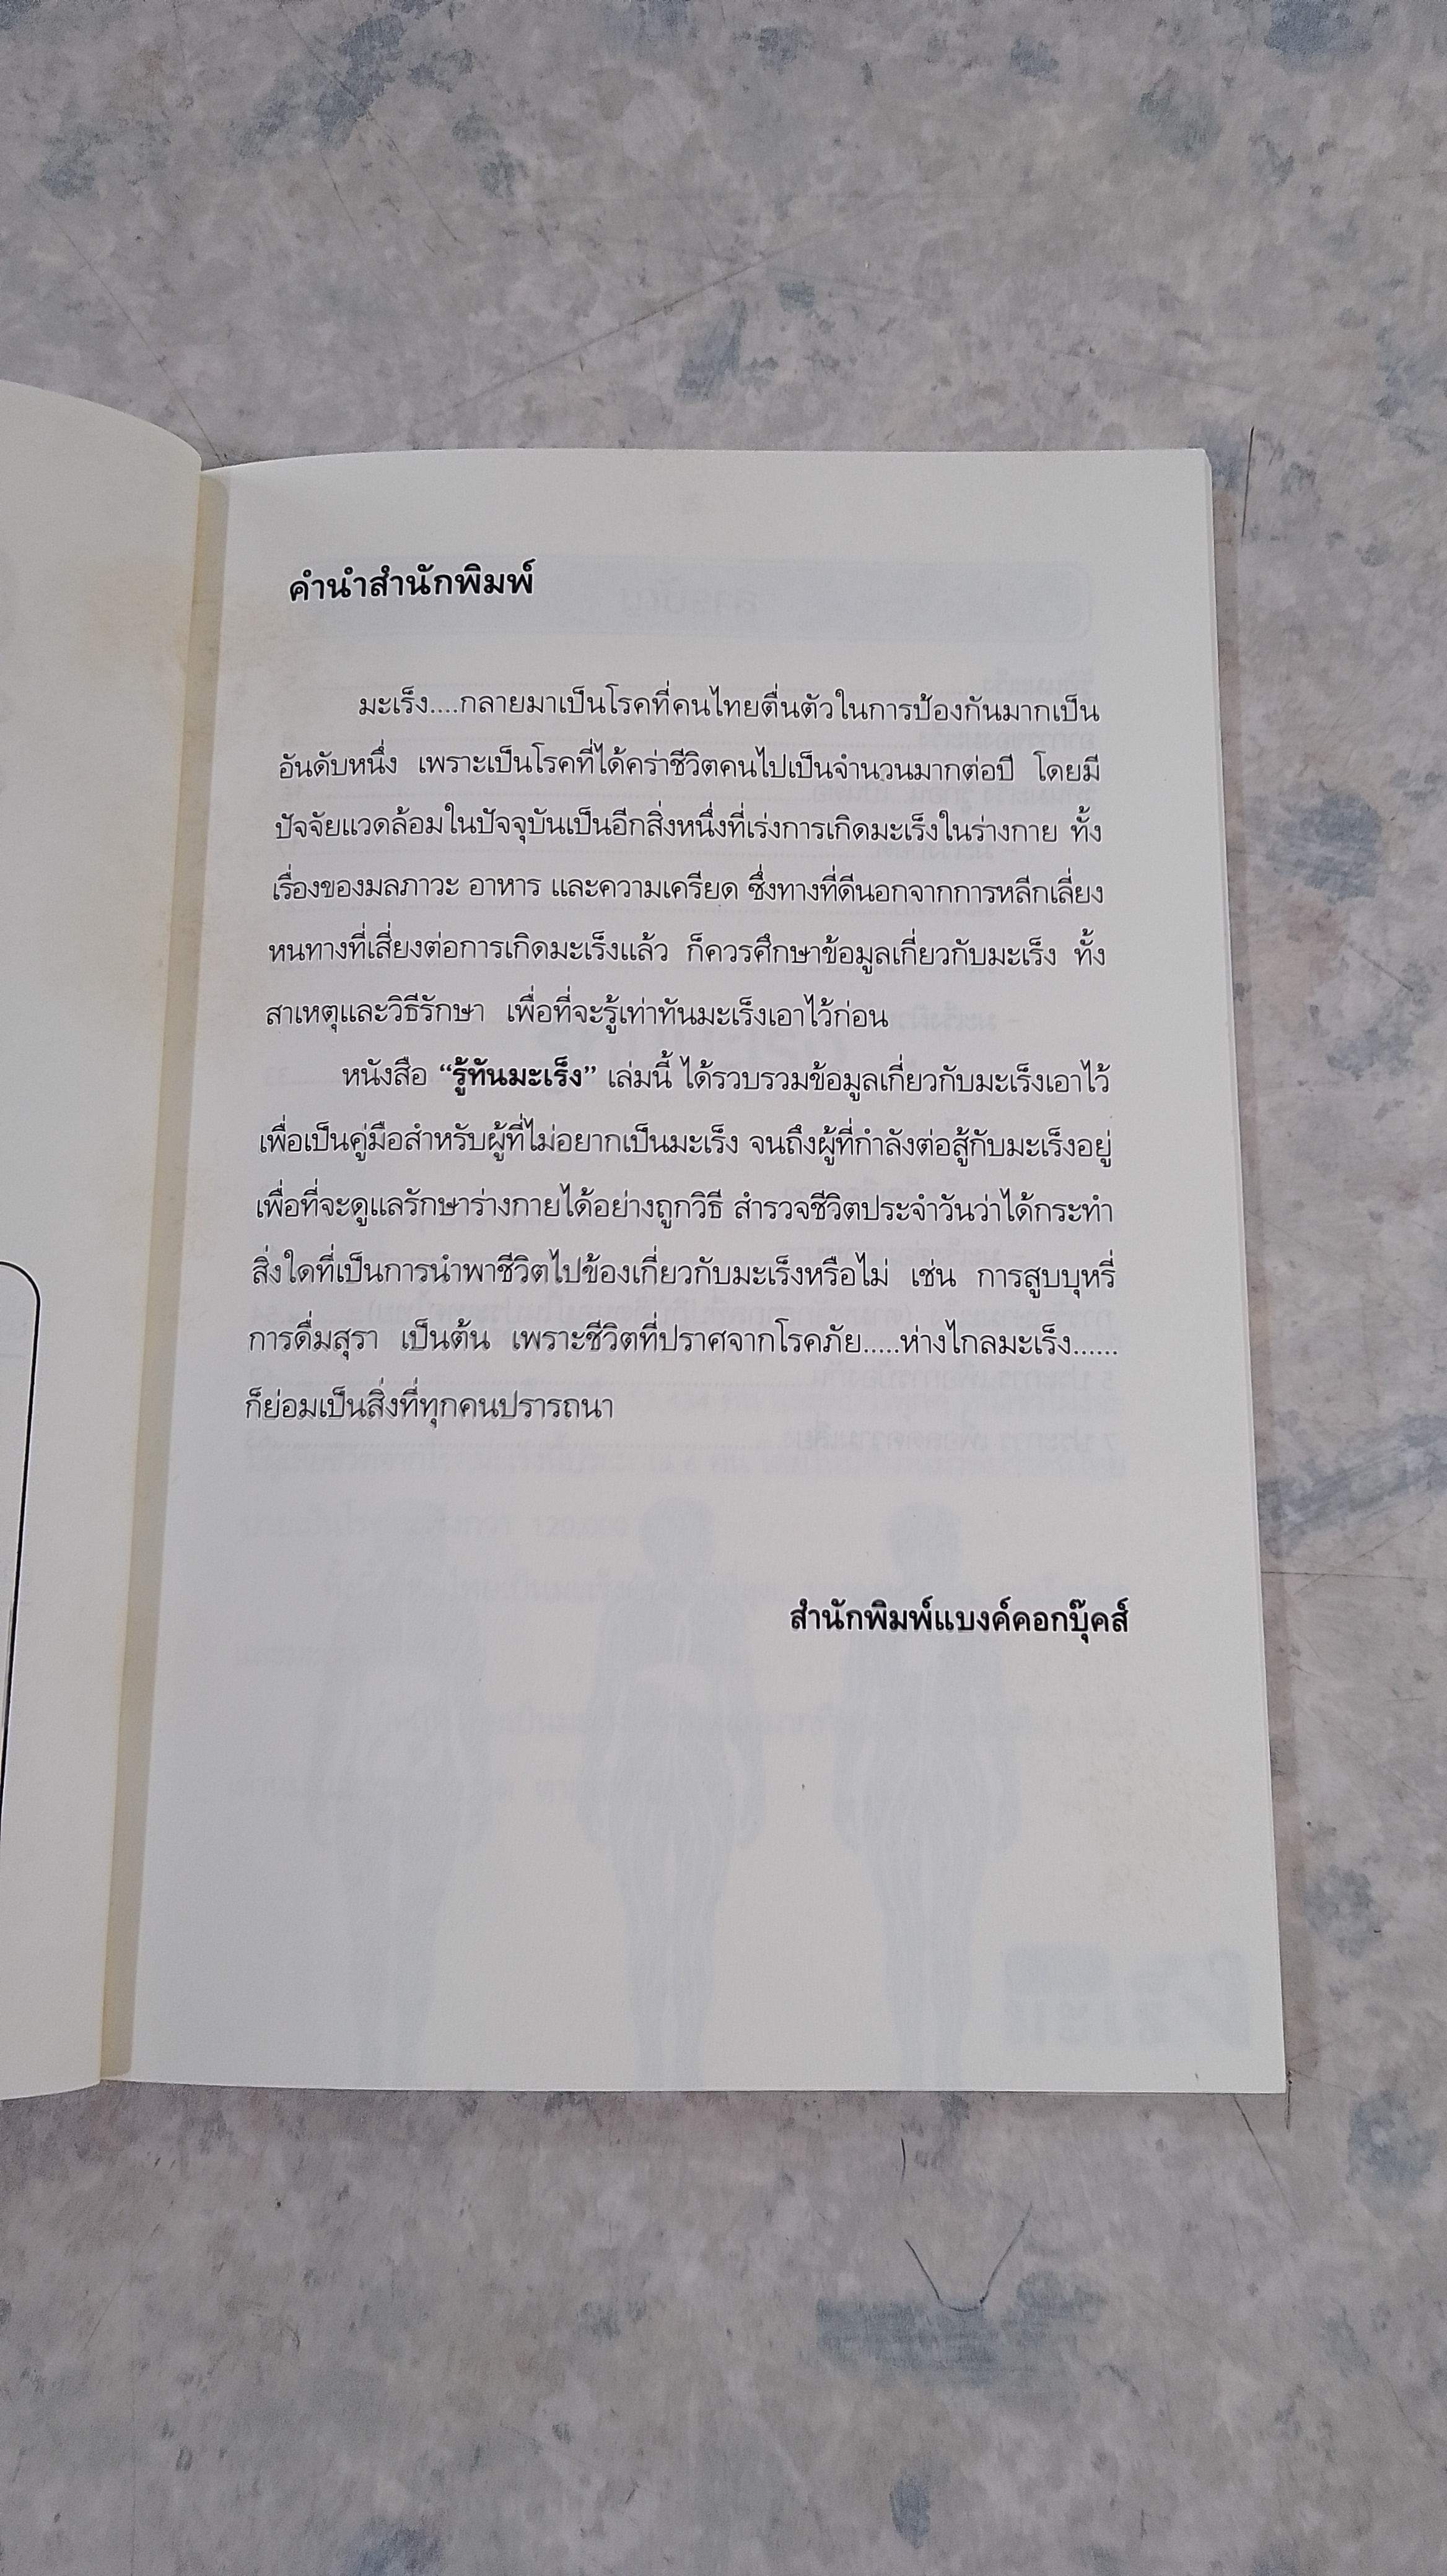 คำนำสำนักพิมพ์
มะเร็ง....กลายมาเป็นโรคที่คนไทยตื่นตัวในการป้องกันมากเป็น
อันดับหนึ่ง เพราะเป็นโรคที่ได้คร่าชีวิตคนไปเป็นจำนวนมากต่อปี โดยมี
ปัจจัยแวดล้อมในปัจจุบันเป็นอีกสิ่งหนึ่งที่เร่งการเกิดมะเร็งในร่างกาย ทั้ง
เรื่องของมลภาวะ อาหาร และความเครียด ซึ่งทางที่ดีนอกจากการหลีกเลี่ยง
หนทางที่เสี่ยงต่อการเกิดมะเร็งแล้ว ก็ควรศึกษาข้อมูลเกี่ยวกับมะเร็ง ทั้ง
สาเหตุและวิธีรักษา เพื่อที่จะรู้เท่าทันมะเร็งเอาไว้ก่อน
หนังสือ “รู้ทันมะเร็ง” เล่มนี้ ได้รวบรวมข้อมูลเกี่ยวกับมะเร็งเอาไว้
เพื่อเป็นคู่มือสำหรับผู้ที่ไม่อยากเป็นมะเร็ง จนถึงผู้ที่กำลังต่อสู้กับมะเร็งอยู่
เพื่อที่จะดูแลรักษาร่างกายได้อย่างถูกวิธี สำรวจชีวิตประจำวันว่าได้กระทำ
สิ่งใดที่เป็นการนำพาชีวิตไปข้องเกี่ยวกับมะเร็งหรือไม่ เช่น การสูบบุหรี่
การดื่มสุรา เป็นต้น เพราะชีวิตที่ปราศจากโรคภัย.....ห่างไกลมะเร็ง......
ก็ย่อมเป็นสิ่งที่ทุกคนปรารถนา
สำนักพิมพ์แบงค์คอกบุ๊คส์